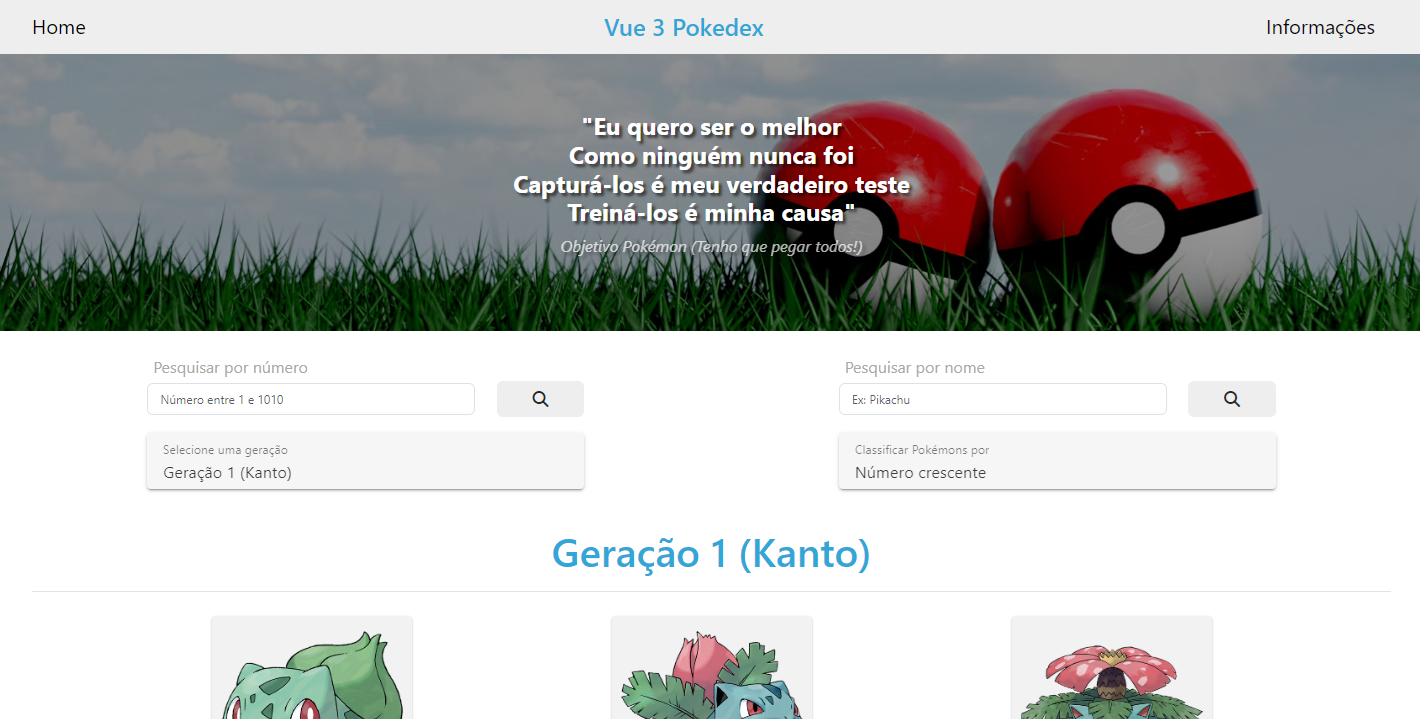 Home
Vue 3 Pokedex
Informações
"Eu quero ser o melhor
Como ninguém nunca foi
Capturá-los é meu verdadeiro teste
Treiná-los é minha causa"
Objetivo Pokémon (Tenho que pegar todos!)
Pesquisar por número
Número entre 1 e 1010
Pesquisar por nome
Ex: Pikachu
Selecione uma geração
Geração 1 (Kanto)
Classificar Pokémons por
Número crescente
Geração 1 (Kanto)